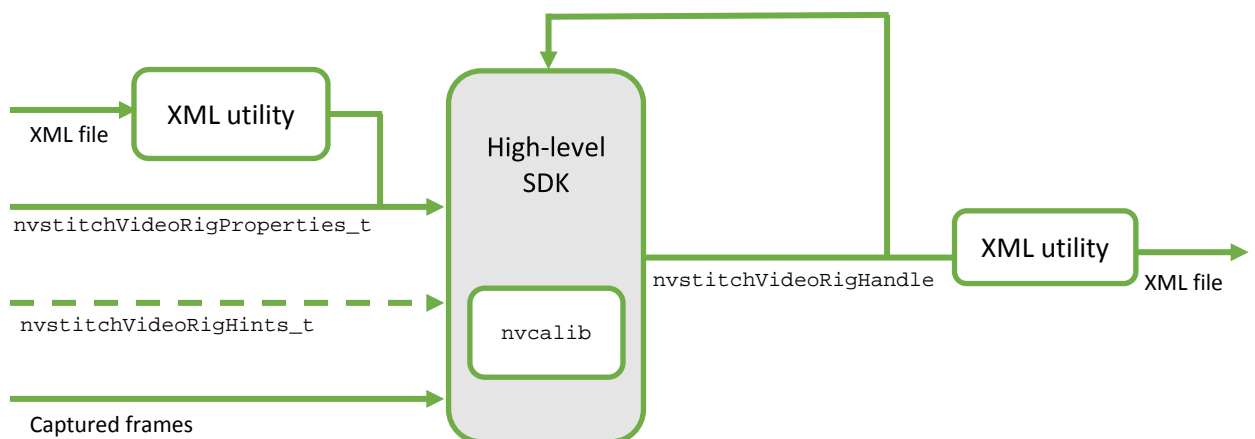 XML utility
XML file
nvstitchVideoRigProperties_t
nvstitchVideoRigHints_t
Captured frames
High-level
SDK
nvcalib
nvstitchVideoRigHandle
XML utility
XML file